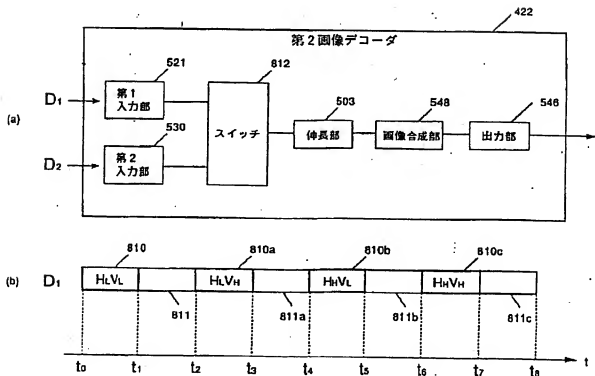 422
第2画像デコーダ
521
812
D1
第1
入力部
503
548
546
(a)
スイッチ
伸長部
画像合成部
出力部
530
D2
第2
入力部
810
810a
810b
810c
(b)
D1
HLVL
HLVH
HHVL
HHVH
811
811a
811b
811c
t
t0
t1
t2
t3
t4
t5
t6
t7
t8